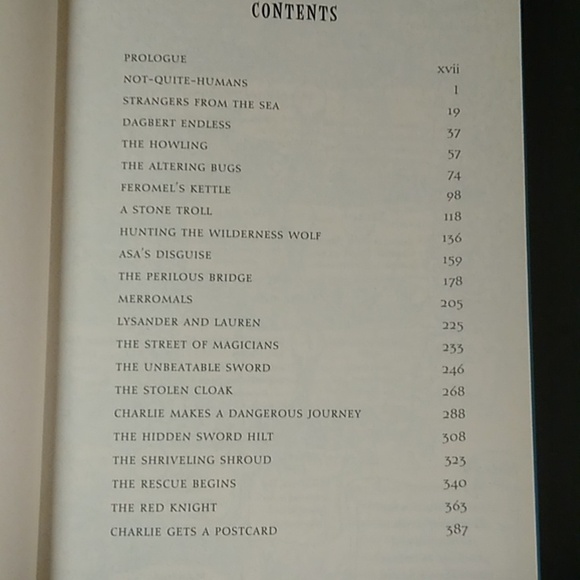 CONTENTS
PROLOGUE xvii
NOT-QUITE-HUMANS 1
STRANGERS FROM THE SEA 19
DAGBERT ENDLESS 37
THE HOWLING 57
THE ALTERING BUGS 74
FEROMEL'S KETTLE 98
A STONE TROLL 118
HUNTING THE WILDERNESS WOLF 136
ASA'S DISGUISE 159
THE PERILOUS BRIDGE 178
MERROMALS 205
LYSANDER AND LAUREN 225
THE STREET OF MAGICIANS 233
THE UNBEATABLE SWORD 246
THE STOLEN CLOAK 268
CHARLIE MAKES A DANGEROUS JOURNEY 288
THE HIDDEN SWORD HILT 308
THE SHRIVELING SHROUD 323
THE RESCUE BEGINS 340
THE RED KNIGHT 363
CHARLIE GETS A POSTCARD 387